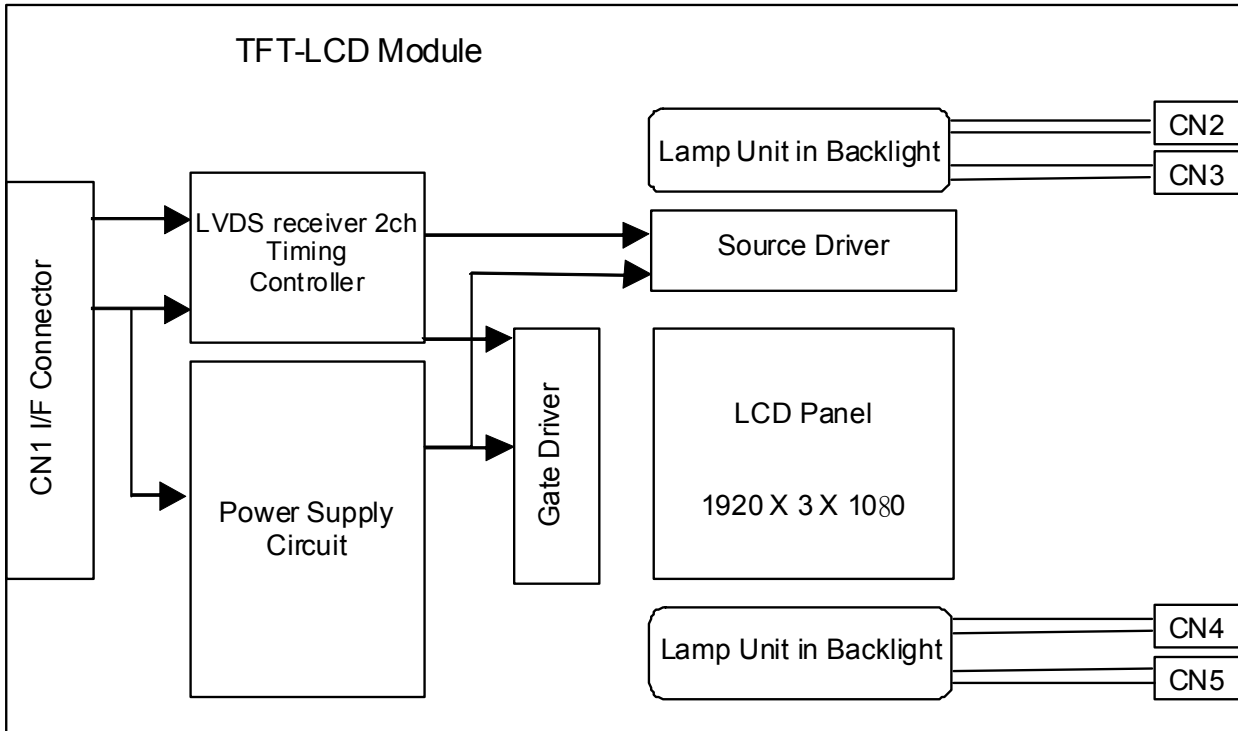 TFT-LCD Module
Lamp Unit in Backlight
CN2
CN3
CN1 I/F Connector
LVDS receiver 2ch
Timing
Controller
Source Driver
Power Supply
Circuit
Gate Driver
LCD Panel
1920 X 3 X 1080
Lamp Unit in Backlight
CN4
CN5